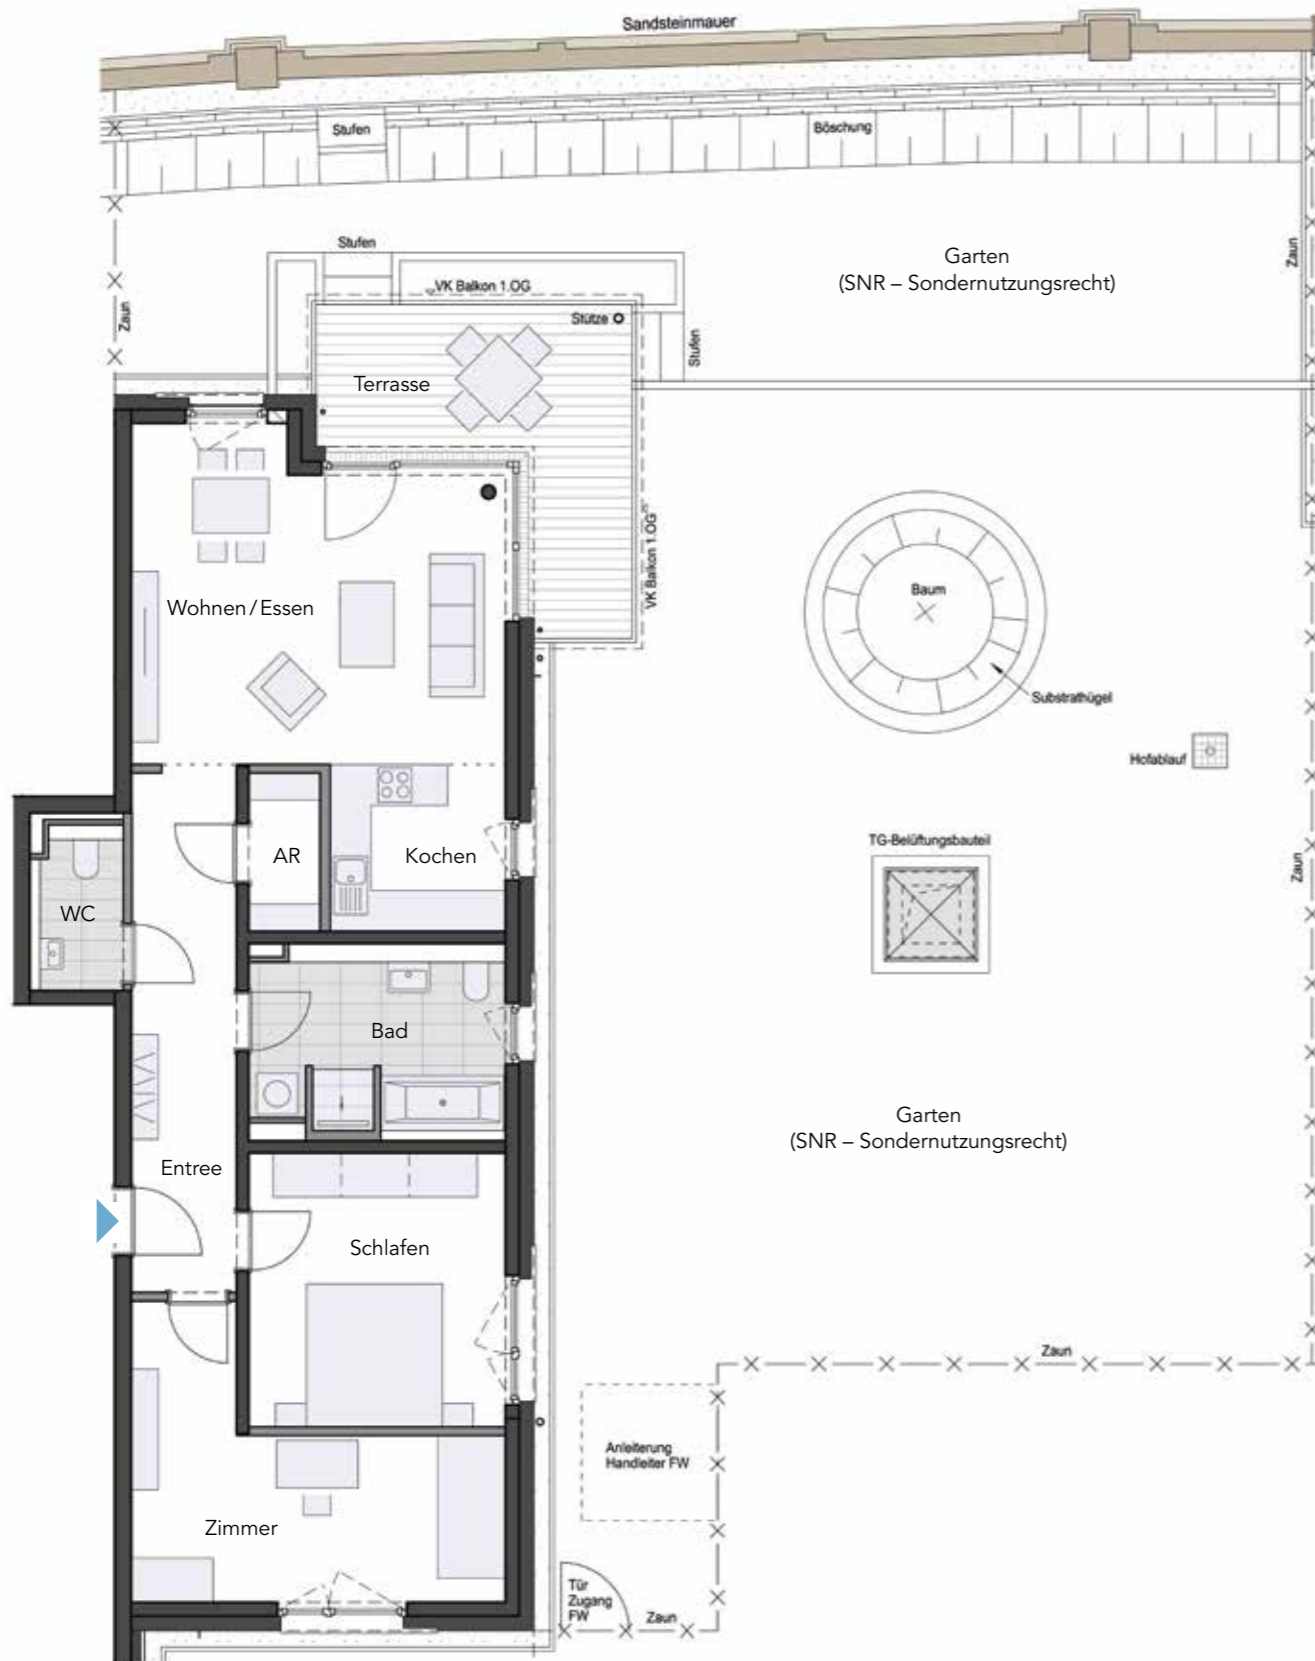 Sandsteinmauer
Stufen
Böschung
Stufen
Garten
(SNR – Sondernutzungsrecht)
Zaun
VK Balkon 1.OG
Stütze
Zaun
Stufen
Terrasse
VK Balkon 1.OG
Baum
Wohnen / Essen
Substrathügel
Hofablauf
TG-Belüftungsbauteil
AR
Kochen
Zaun
WC
Bad
Garten
(SNR – Sondernutzungsrecht)
Entree
Schlafen
Zaun
Anleiterung
Handleiter FW
Zimmer
Tür
Zugang
FW
Zaun